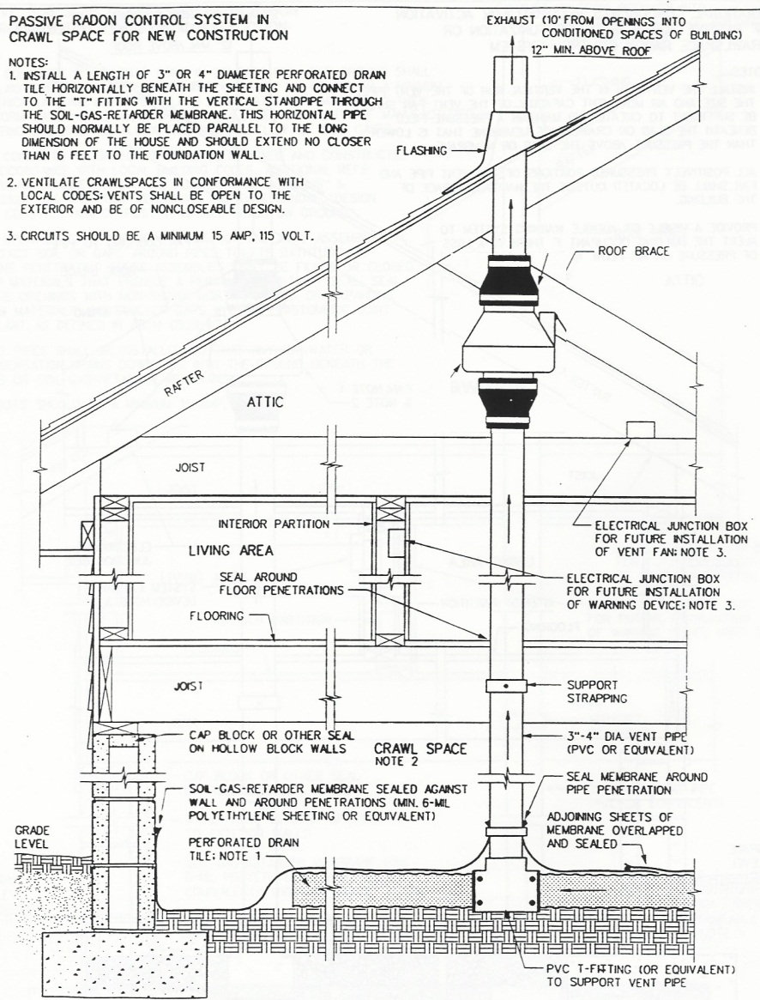 PASSIVE RADON CONTROL SYSTEM IN
CRAWL SPACE FOR NEW CONSTRUCTION
NOTES:
1. INSTALL A LENGTH OF 3" OR 4" DIAMETER PERFORATED DRAIN
TILE HORIZONTALLY BENEATH THE SHEETING AND CONNECT
TO THE "T" FITTING WITH THE VERTICAL STANDPIPE THROUGH
THE SOIL-GAS-RETARDER MEMBRANE. THIS HORIZONTAL PIPE
SHOULD NORMALLY BE PLACED PARALLEL TO THE LONG
DIMENSION OF THE HOUSE AND SHOULD EXTEND NO CLOSER
THAN 6 FEET TO THE FOUNDATION WALL.
2. VENTILATE CRAWLSPACES IN CONFORMANCE WITH
LOCAL CODES; VENTS SHALL BE OPEN TO THE
EXTERIOR AND BE OF NONCLOSEABLE DESIGN.
3. CIRCUITS SHOULD BE A MINIMUM 15 AMP, 115 VOLT.
EXHAUST (10' FROM OPENINGS INTO
CONDITIONED SPACES OF BUILDING)
12" MIN. ABOVE ROOF
FLASHING
ROOF BRACE
RAFTER
ATTIC
JOIST
INTERIOR PARTITION
LIVING AREA
SEAL AROUND
FLOOR PENETRATIONS
FLOORING
ELECTRICAL JUNCTION BOX
FOR FUTURE INSTALLATION
OF VENT FAN; NOTE 3.
ELECTRICAL JUNCTION BOX
FOR FUTURE INSTALLATION
OF WARNING DEVICE; NOTE 3.
JOIST
SUPPORT
STRAPPING
CAP BLOCK OR OTHER SEAL
ON HOLLOW BLOCK WALLS
CRAWL SPACE
NOTE 2
3"-4" DIA. VENT PIPE
(PVC OR EQUIVALENT)
SOIL-GAS-RETARDER MEMBRANE SEALED AGAINST
WALL AND AROUND PENETRATIONS (MIN. 6-MIL
POLYETHYLENE SHEETING OR EQUIVALENT)
SEAL MEMBRANE AROUND
PIPE PENETRATION
GRADE
LEVEL
PERFORATED DRAIN
TILE; NOTE 1
ADJOINING SHEETS OF
MEMBRANE OVERLAPPED
AND SEALED
PVC T-FITTING (OR EQUIVALENT)
TO SUPPORT VENT PIPE